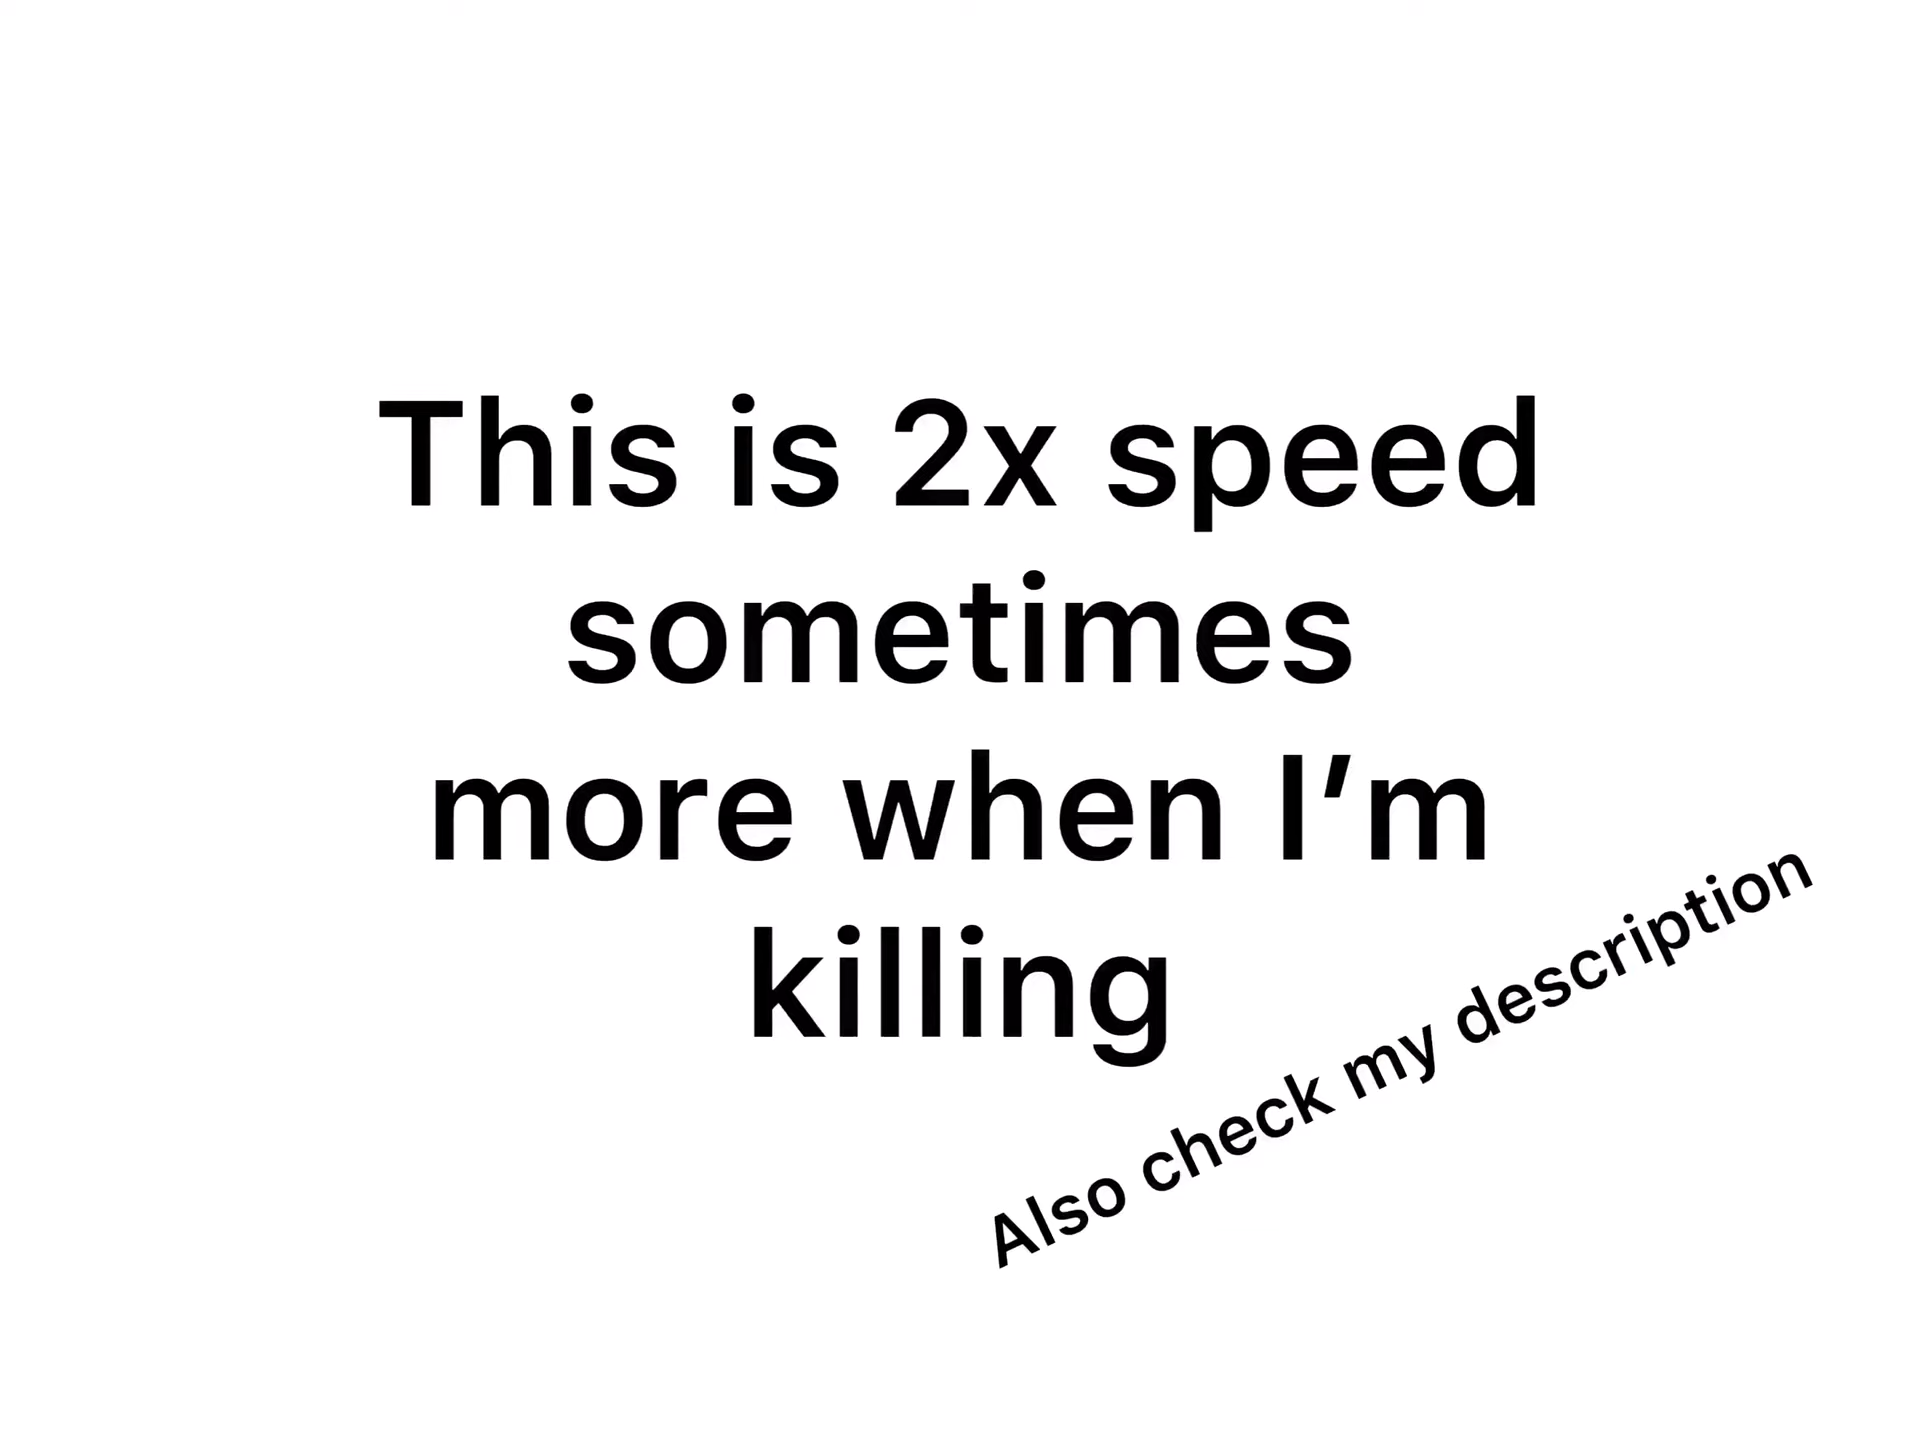 This is 2x speed
sometimes
more when I’m
killing
Also check my description